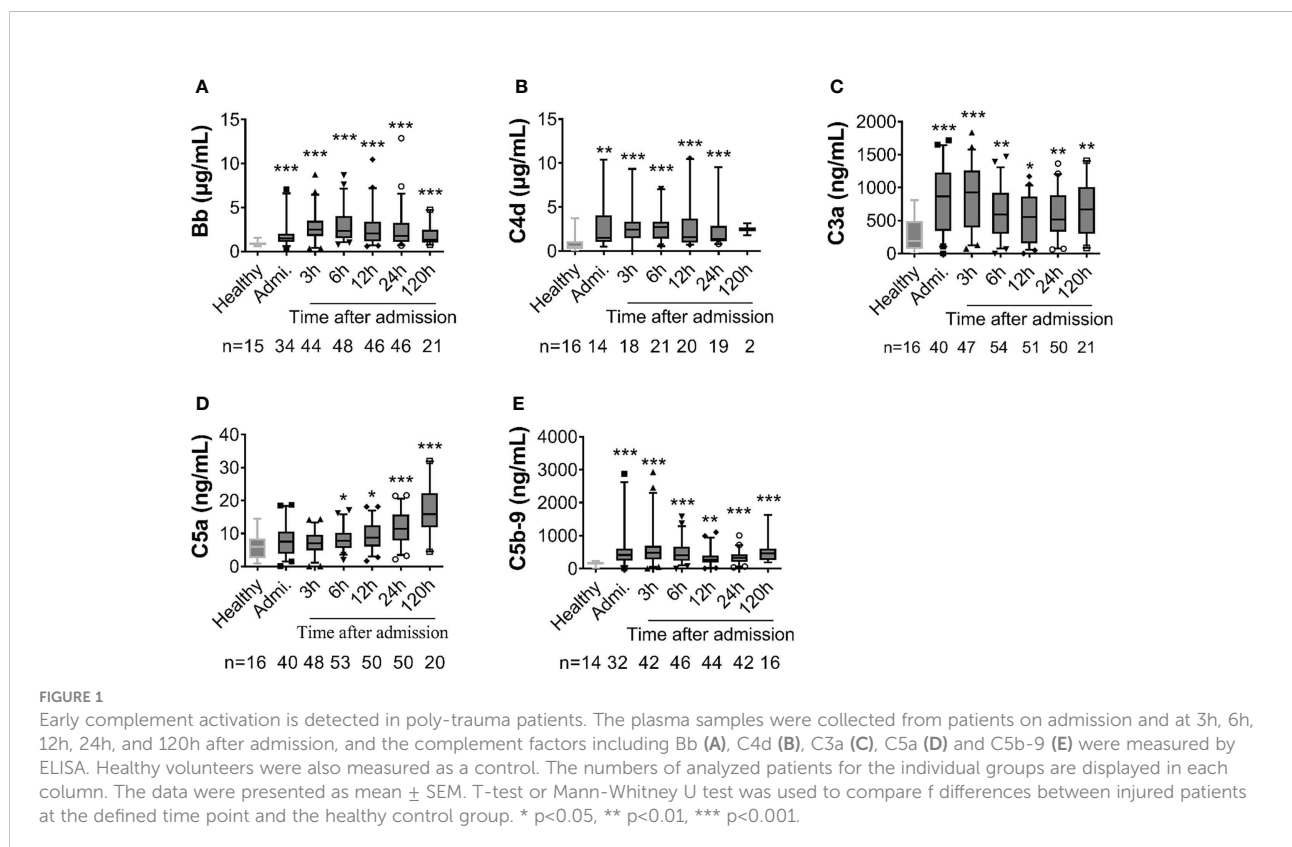 A
B
C
15
10
5
0
Bb (µg/mL)
***
***
***
***
***
***
Healthy
Admi.
3h
6h
12h
24h
120h
Time after admission
n=15 34 44 48 46 46 21
15
10
5
0
C4d (µg/mL)
**
***
***
***
***
Healthy
Admi.
3h
6h
12h
24h
120h
Time after admission
n=16 14 18 21 20 19 2
2000
1500
1000
500
0
C3a (ng/mL)
***
***
**
*
**
**
Healthy
Admi.
3h
6h
12h
24h
120h
Time after admission
n=16 40 47 54 51 50 21
D
E
40
30
20
10
0
C5a (ng/mL)
*
*
***
***
Healthy
Admi.
3h
6h
12h
24h
120h
Time after admission
n=16 40 48 53 50 50 20
4000
3000
2000
1000
0
C5b-9 (ng/mL)
***
***
***
**
***
***
Healthy
Admi.
3h
6h
12h
24h
120h
Time after admission
n=14 32 42 46 44 42 16
FIGURE 1
Early complement activation is detected in poly-trauma patients. The plasma samples were collected from patients on admission and at 3h, 6h,
12h, 24h, and 120h after admission, and the complement factors including Bb (A), C4d (B), C3a (C), C5a (D) and C5b-9 (E) were measured by
ELISA. Healthy volunteers were also measured as a control. The numbers of analyzed patients for the individual groups are displayed in each
column. The data were presented as mean ± SEM. T-test or Mann-Whitney U test was used to compare f differences between injured patients
at the defined time point and the healthy control group. * p<0.05, ** p<0.01, *** p<0.001.